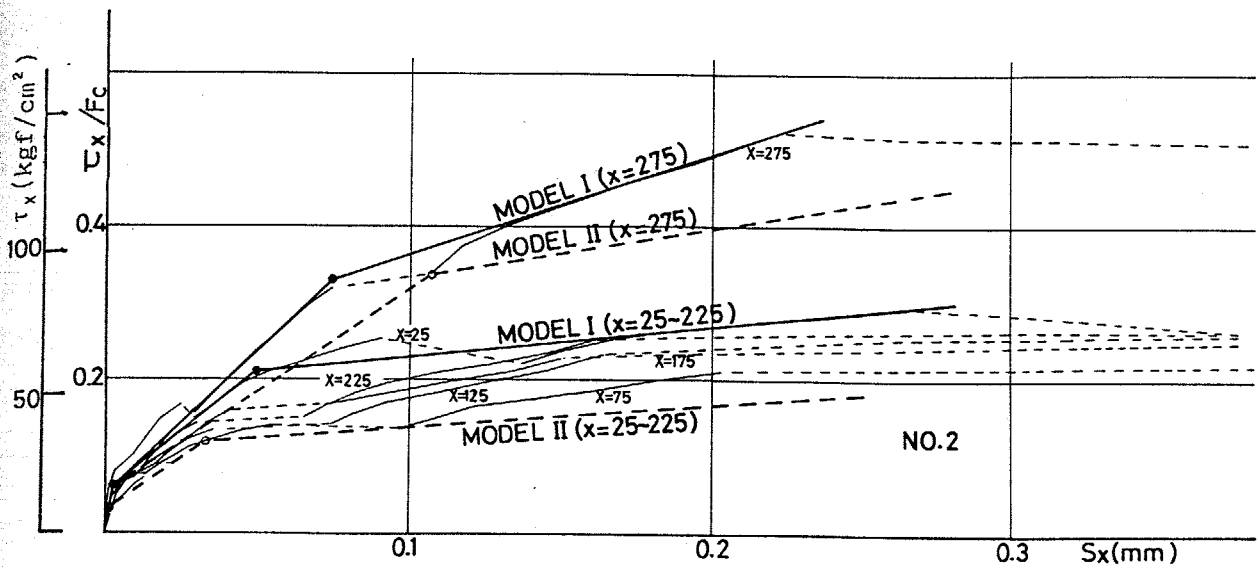 τx(kgf/cm²)
τx/Fc
100
50
0.4
0.2
MODEL I (x=275)
X=275
MODEL II (x=275)
MODEL I (x=25~225)
X=25
X=225
X=175
X=125
X=75
MODEL II (x=25~225)
NO.2
0.1
0.2
0.3
Sx(mm)